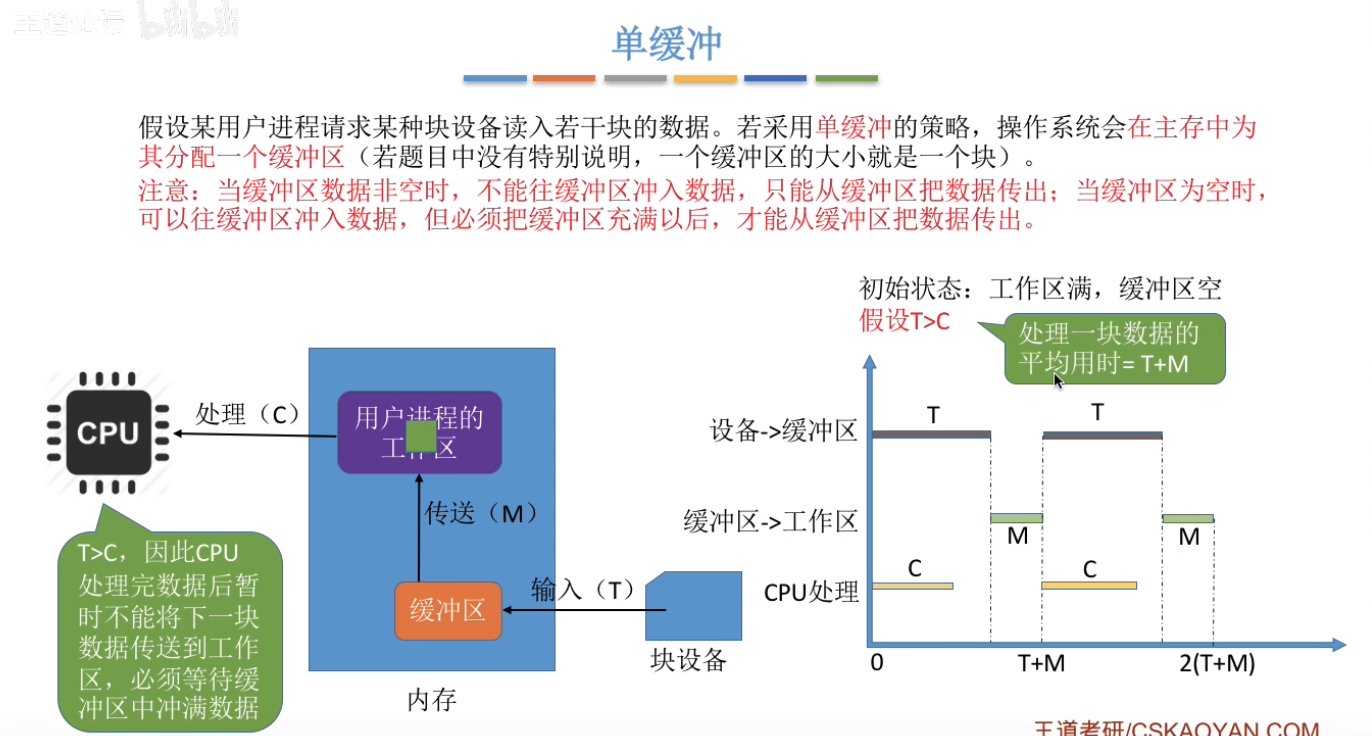 王道论坛 bilibili
单缓冲
假设某用户进程请求某种块设备读入若干块的数据。若采用单缓冲的策略，操作系统会在主存中为
其分配一个缓冲区（若题目中没有特别说明，一个缓冲区的大小就是一个块）。
注意：当缓冲区数据非空时，不能往缓冲区冲入数据，只能从缓冲区把数据传出；当缓冲区为空时，
可以往缓冲区冲入数据，但必须把缓冲区充满以后，才能从缓冲区把数据传出。
初始状态：工作区满，缓冲区空
假设T>C
处理一块数据的
平均用时= T+M
CPU
处理（C）
用户进程的
工作区
传送（M）
缓冲区
输入（T）
块设备
内存
T>C，因此CPU
处理完数据后暂
时不能将下一块
数据传送到工作
区，必须等待缓
冲区中冲满数据
设备->缓冲区
T
T
缓冲区->工作区
M
M
CPU处理
C
C
0
T+M
2(T+M)
王道考研/CSKAOYAN.COM